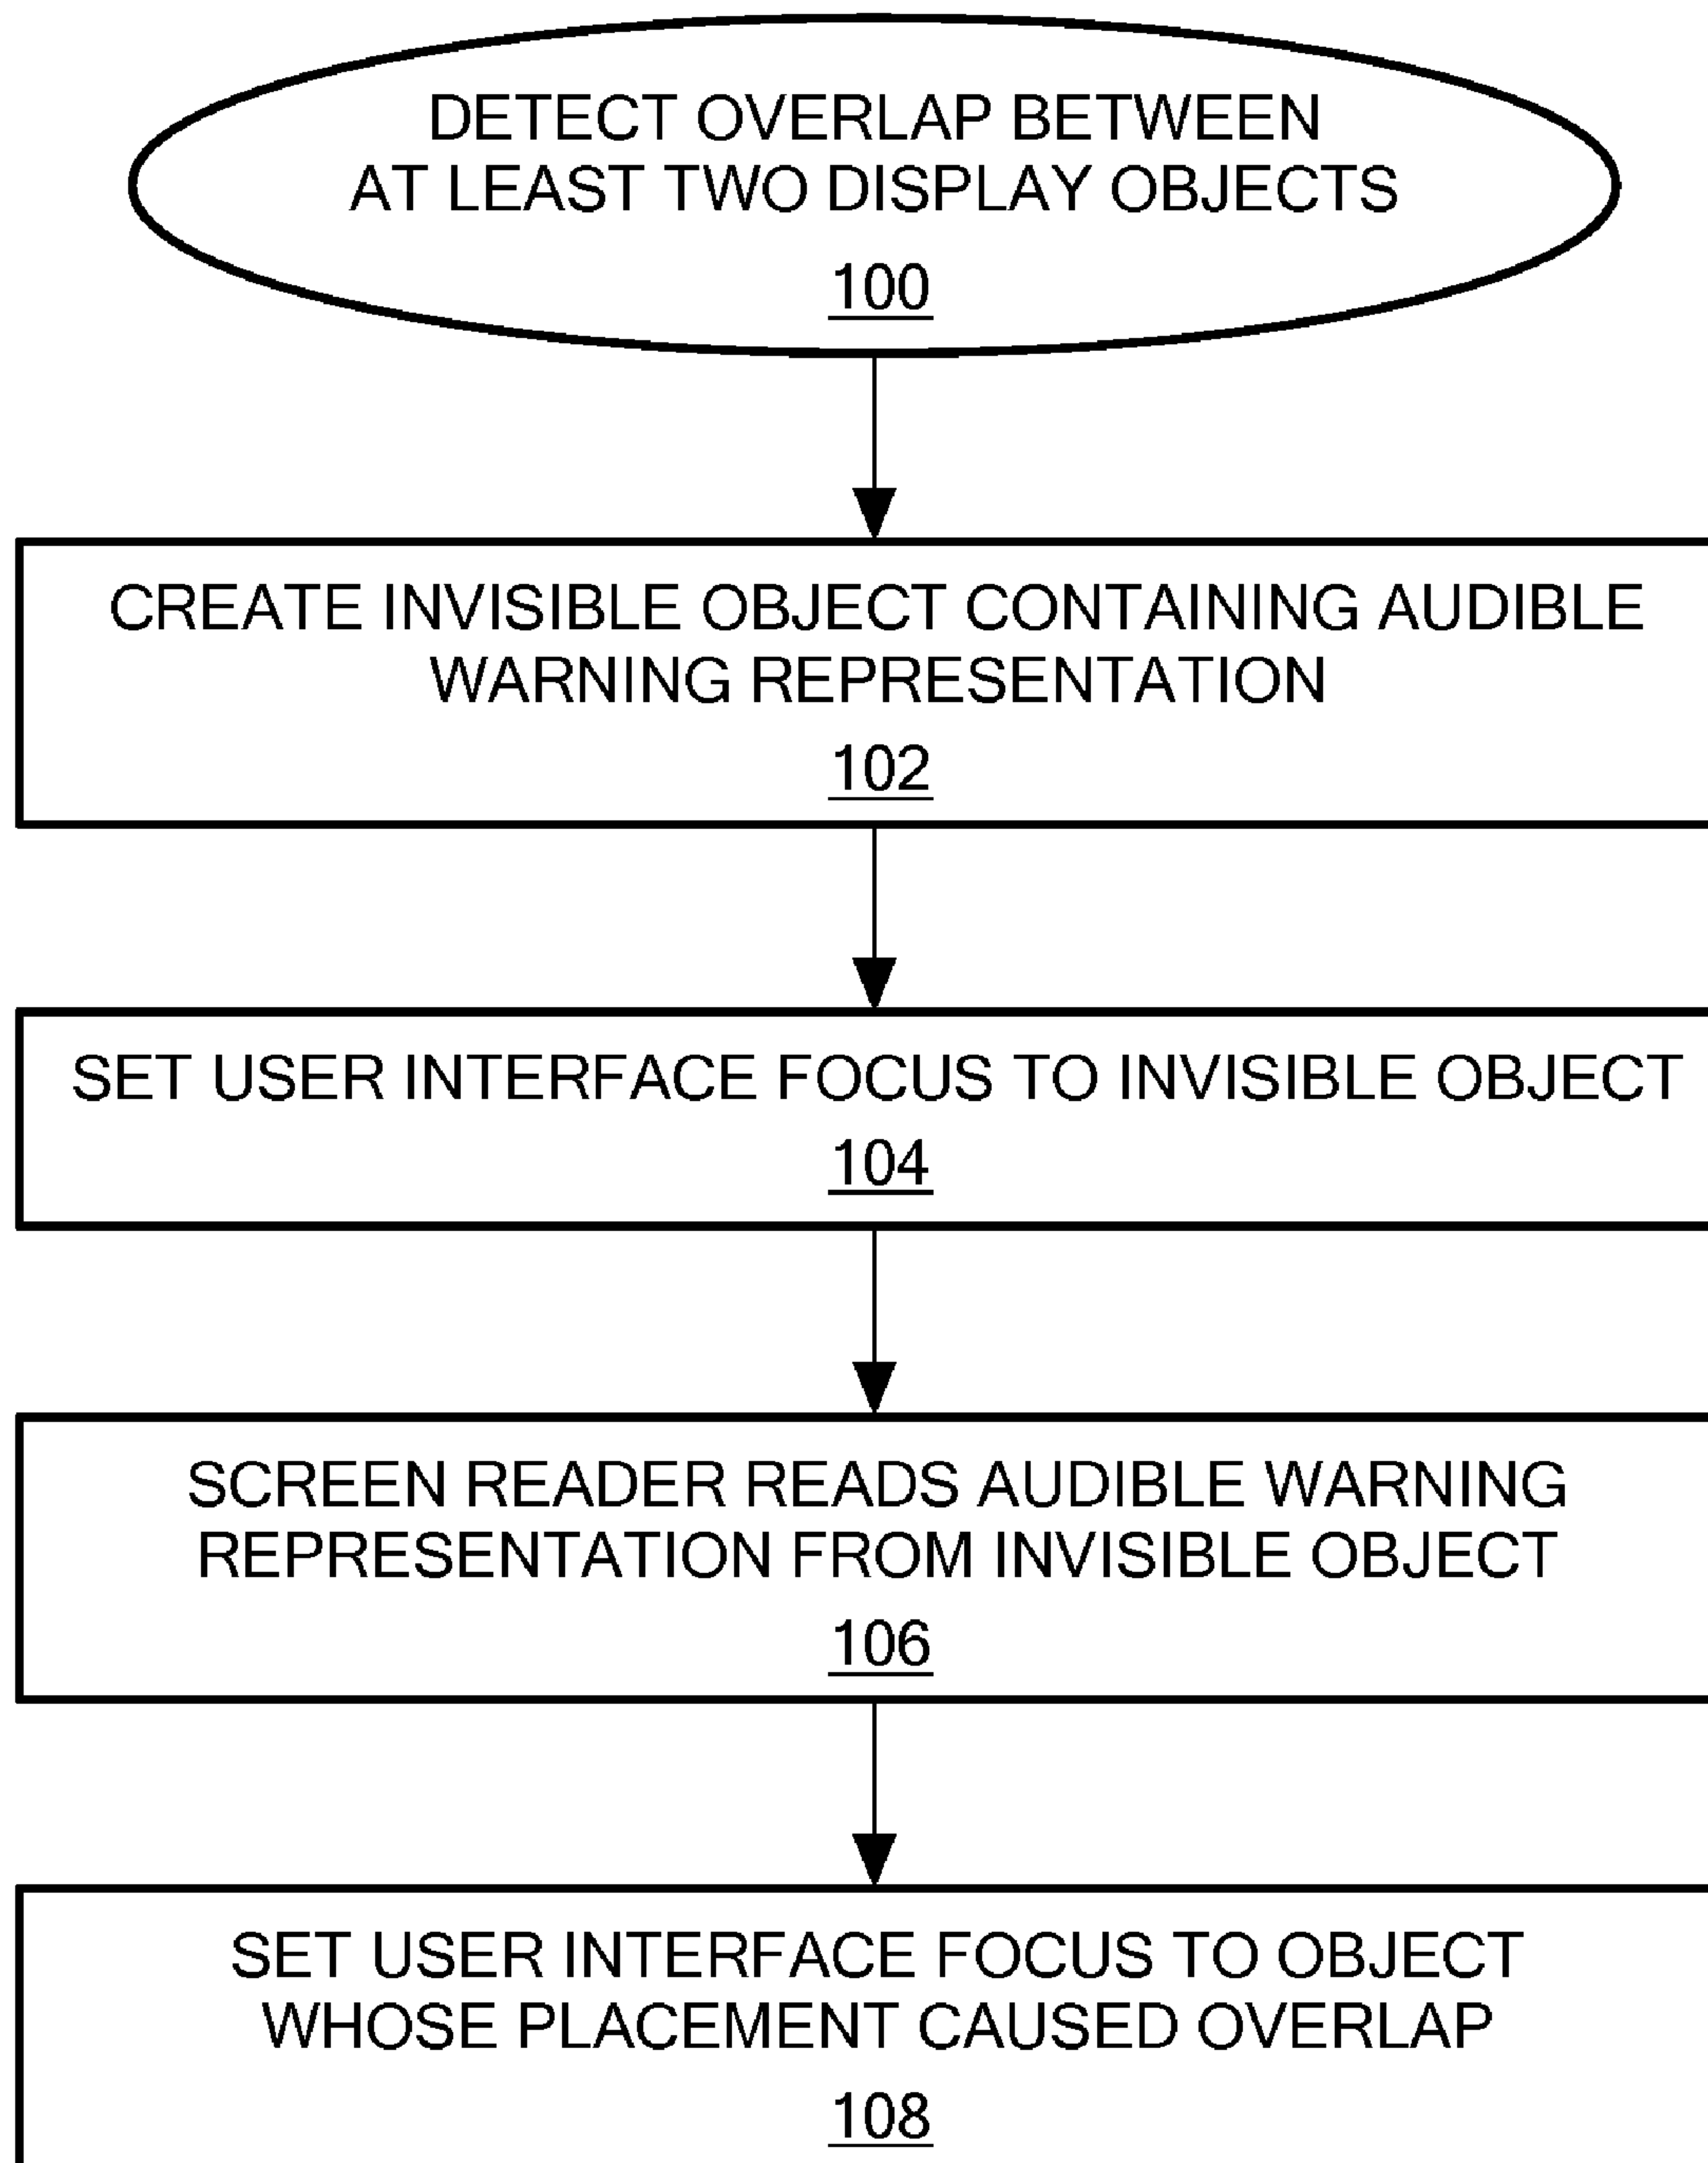 DETECT OVERLAP BETWEEN
AT LEAST TWO DISPLAY OBJECTS
100
CREATE INVISIBLE OBJECT CONTAINING AUDIBLE
WARNING REPRESENTATION
102
SET USER INTERFACE FOCUS TO INVISIBLE OBJECT
104
SCREEN READER READS AUDIBLE WARNING
REPRESENTATION FROM INVISIBLE OBJECT
106
SET USER INTERFACE FOCUS TO OBJECT
WHOSE PLACEMENT CAUSED OVERLAP
108